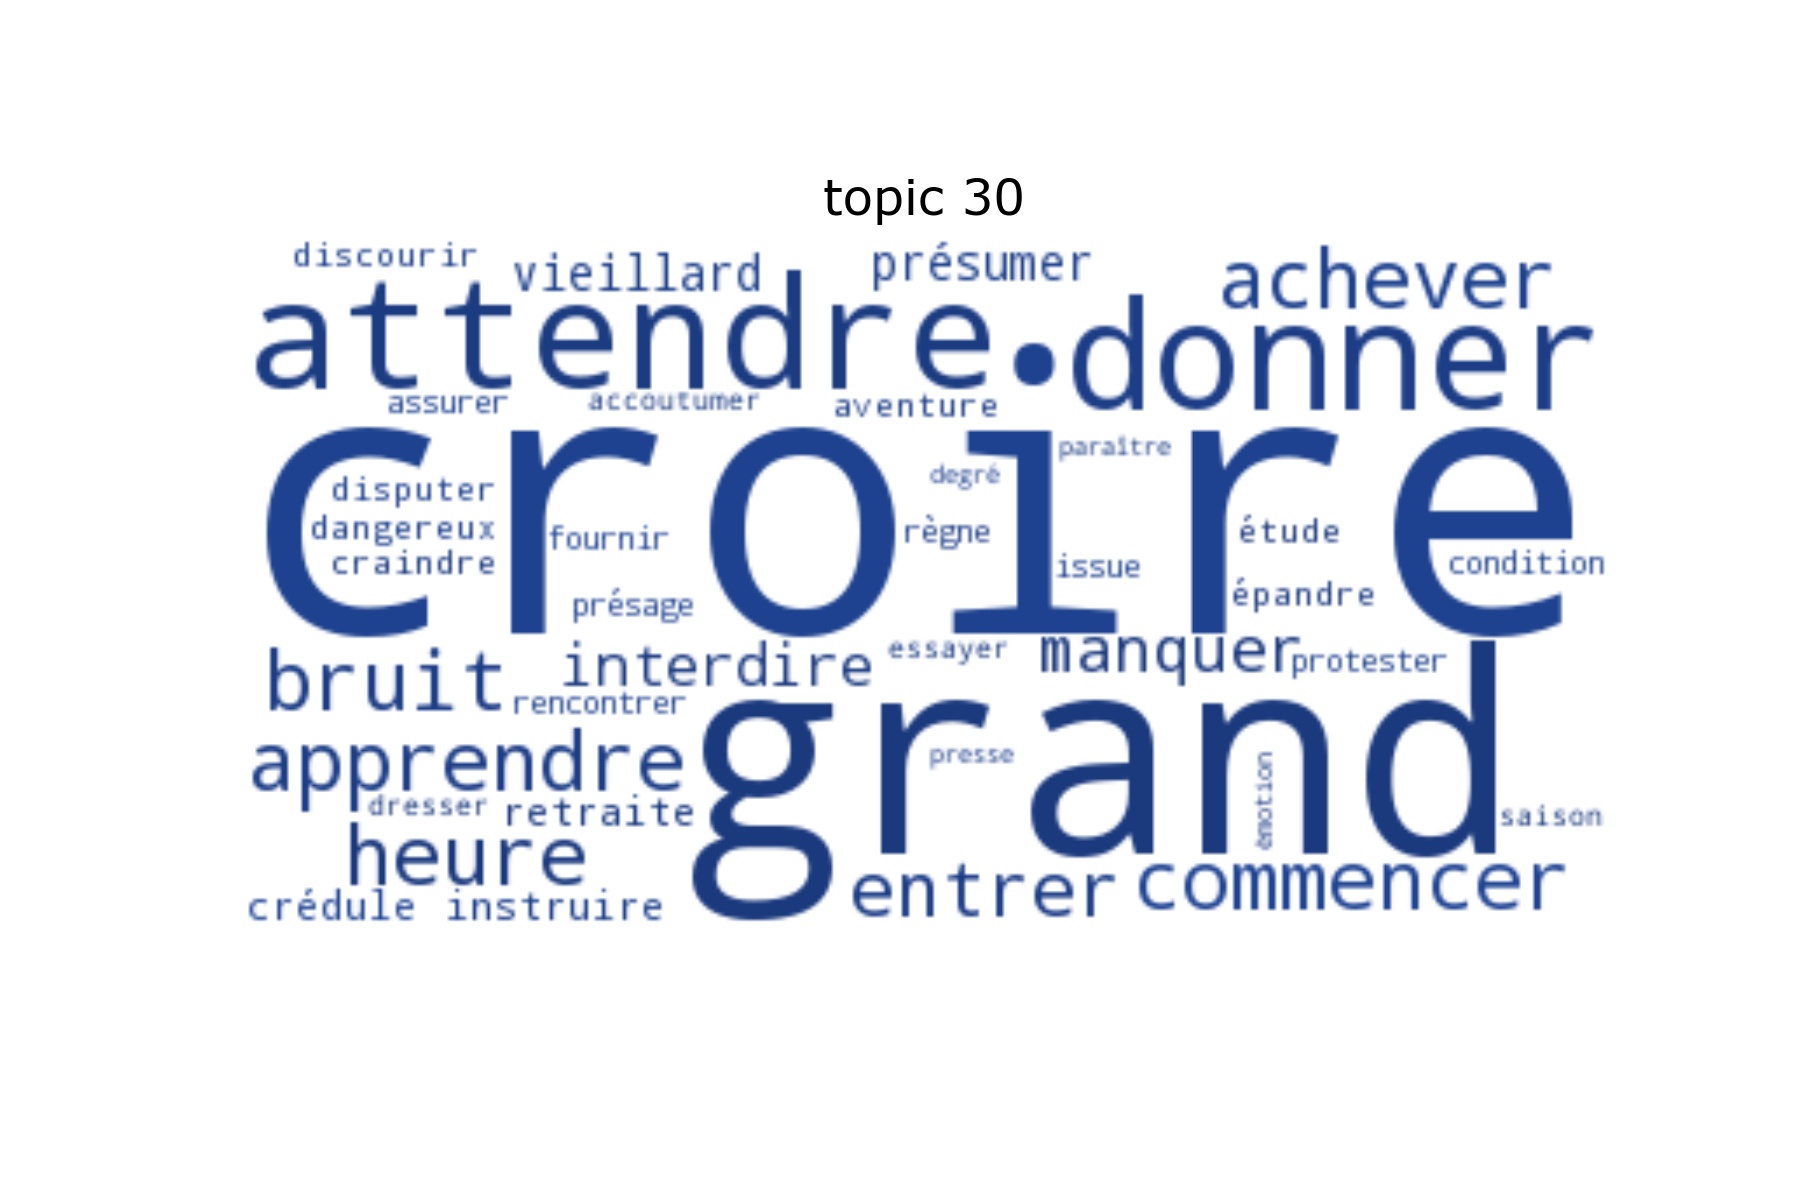 topic 30
discourir
vieillard
présumer
achever
attendre
donner
assurer
accoutumer
aventure
croire
paraître
degré
disputer
dangereux
craindre
fournir
règne
étude
issue
condition
présage
épandre
bruit
interdire
essayer
manquer
protester
rencontrer
grand
apprendre
presse
émotion
dresser
retraite
saison
heure
entrer
commencer
crédule
instruire